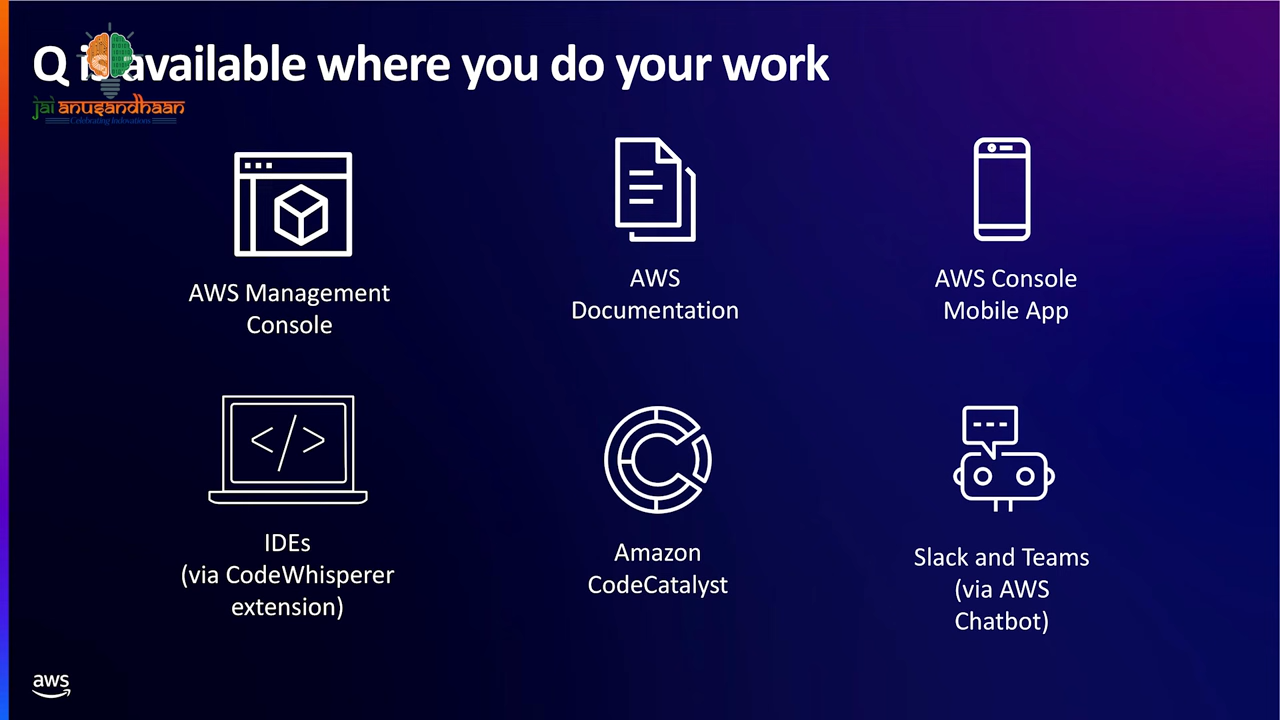 Q is available where you do your work
jai anusandhaan
Celebrating Innovations
AWS Management
Console
AWS
Documentation
AWS Console
Mobile App
IDEs
(via CodeWhisperer
extension)
Amazon
CodeCatalyst
Slack and Teams
(via AWS
Chatbot)
aws